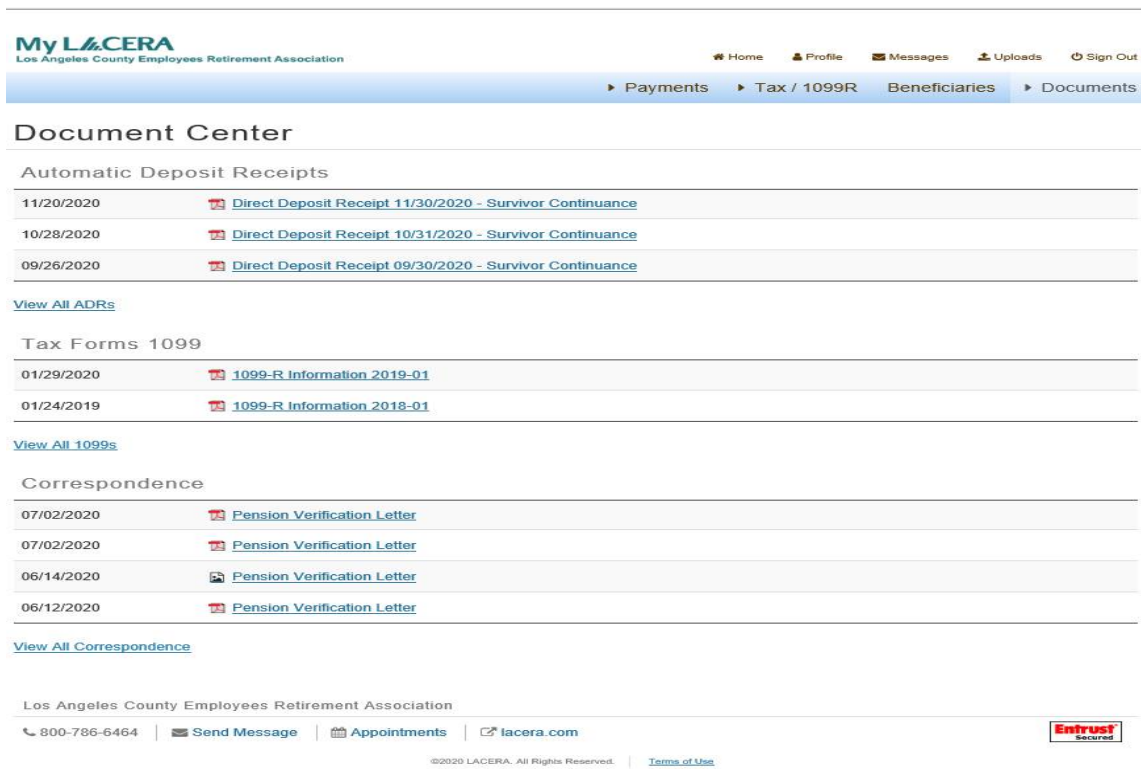 My LACERA
Los Angeles County Employees Retirement Association
Home Profile Messages Uploads Sign Out
Payments Tax / 1099R Beneficiaries Documents
Document Center
Automatic Deposit Receipts
11/20/2020 Direct Deposit Receipt 11/30/2020 - Survivor Continuance
10/28/2020 Direct Deposit Receipt 10/31/2020 - Survivor Continuance
09/26/2020 Direct Deposit Receipt 09/30/2020 - Survivor Continuance
View All ADRs
Tax Forms 1099
01/29/2020 1099-R Information 2019-01
01/24/2019 1099-R Information 2018-01
View All 1099s
Correspondence
07/02/2020 Pension Verification Letter
07/02/2020 Pension Verification Letter
06/14/2020 Pension Verification Letter
06/12/2020 Pension Verification Letter
View All Correspondence
Los Angeles County Employees Retirement Association
800-786-6464 Send Message Appointments lacera.com
Entrust
Secured
©2020 LACERA. All Rights Reserved. Terms of Use